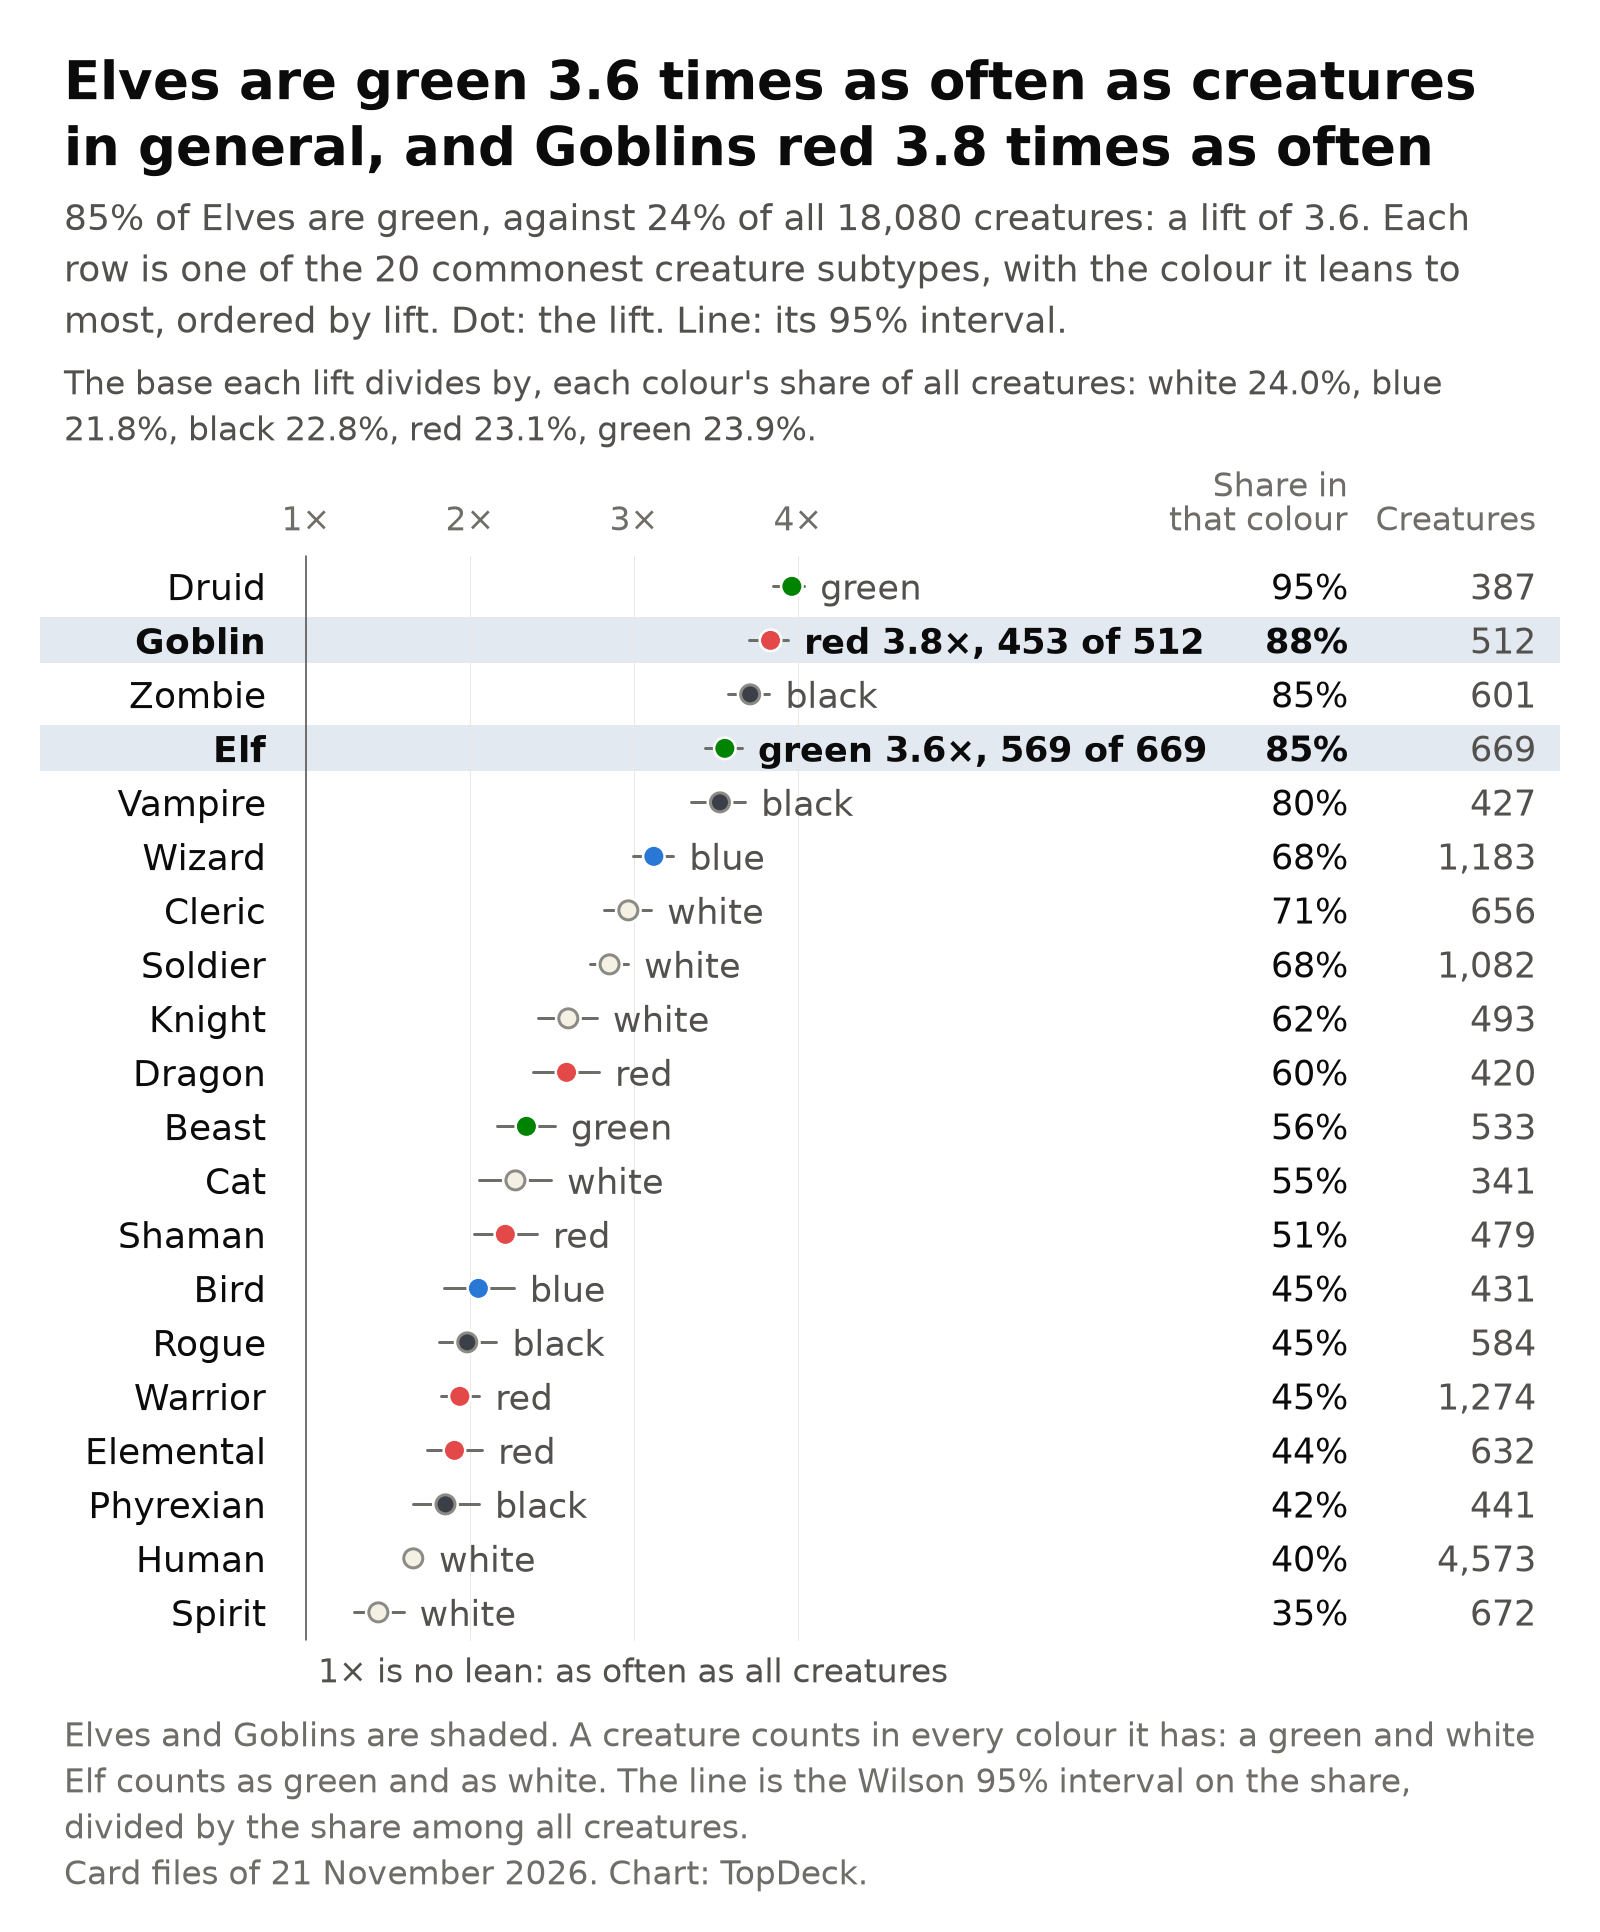 Elves are green 3.6 times as often as creatures
in general, and Goblins red 3.8 times as often
85% of Elves are green, against 24% of all 18,080 creatures: a lift of 3.6. Each
row is one of the 20 commonest creature subtypes, with the colour it leans to
most, ordered by lift. Dot: the lift. Line: its 95% interval.
The base each lift divides by, each colour's share of all creatures: white 24.0%, blue
21.8%, black 22.8%, red 23.1%, green 23.9%.
Share in
1× 2× 3× 4× that colour Creatures
Druid green 95% 387
Goblin red 3.8×, 453 of 512 88% 512
Zombie black 85% 601
Elf green 3.6×, 569 of 669 85% 669
Vampire black 80% 427
Wizard blue 68% 1,183
Cleric white 71% 656
Soldier white 68% 1,082
Knight white 62% 493
Dragon red 60% 420
Beast green 56% 533
Cat white 55% 341
Shaman red 51% 479
Bird blue 45% 431
Rogue black 45% 584
Warrior red 45% 1,274
Elemental red 44% 632
Phyrexian black 42% 441
Human white 40% 4,573
Spirit white 35% 672
1× is no lean: as often as all creatures
Elves and Goblins are shaded. A creature counts in every colour it has: a green and white
Elf counts as green and as white. The line is the Wilson 95% interval on the share,
divided by the share among all creatures.
Card files of 21 November 2026. Chart: TopDeck.